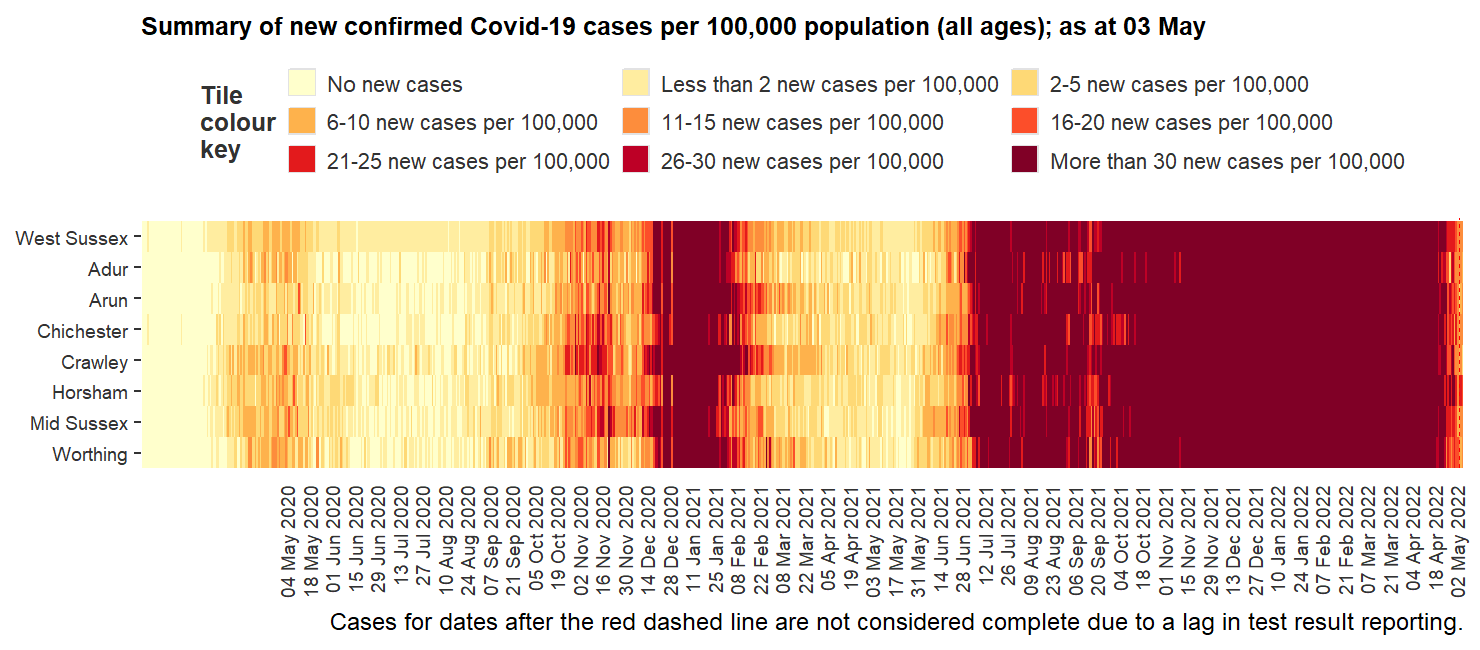 Summary of new confirmed Covid-19 cases per 100,000 population (all ages); as at 03 May
Tile
colour
key
No new cases
Less than 2 new cases per 100,000
2-5 new cases per 100,000
6-10 new cases per 100,000
11-15 new cases per 100,000
16-20 new cases per 100,000
21-25 new cases per 100,000
26-30 new cases per 100,000
More than 30 new cases per 100,000
West Sussex
Adur
Arun
Chichester
Crawley
Horsham
Mid Sussex
Worthing
04 May 2020
18 May 2020
01 Jun 2020
15 Jun 2020
29 Jun 2020
13 Jul 2020
27 Jul 2020
10 Aug 2020
24 Aug 2020
07 Sep 2020
21 Sep 2020
05 Oct 2020
19 Oct 2020
02 Nov 2020
16 Nov 2020
30 Nov 2020
14 Dec 2020
28 Dec 2020
11 Jan 2021
25 Jan 2021
08 Feb 2021
22 Feb 2021
08 Mar 2021
22 Mar 2021
05 Apr 2021
19 Apr 2021
03 May 2021
17 May 2021
31 May 2021
14 Jun 2021
28 Jun 2021
12 Jul 2021
26 Jul 2021
09 Aug 2021
23 Aug 2021
06 Sep 2021
20 Sep 2021
04 Oct 2021
18 Oct 2021
01 Nov 2021
15 Nov 2021
29 Nov 2021
13 Dec 2021
27 Dec 2021
10 Jan 2022
24 Jan 2022
07 Feb 2022
21 Feb 2022
07 Mar 2022
21 Mar 2022
04 Apr 2022
18 Apr 2022
02 May 2022
Cases for dates after the red dashed line are not considered complete due to a lag in test result reporting.